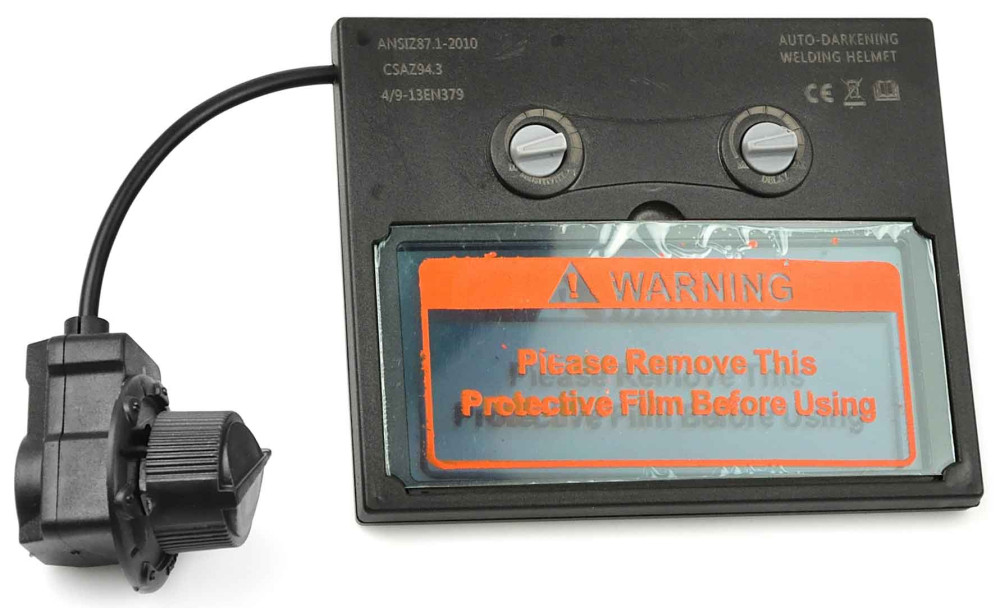 ANSIZ87.1-2010
CSAZ94.3
4/9-13EN379
AUTO-DARKENING
WELDING HELMET
CE
DELAY
WARNING
Please Remove This
Protective Film Before Using